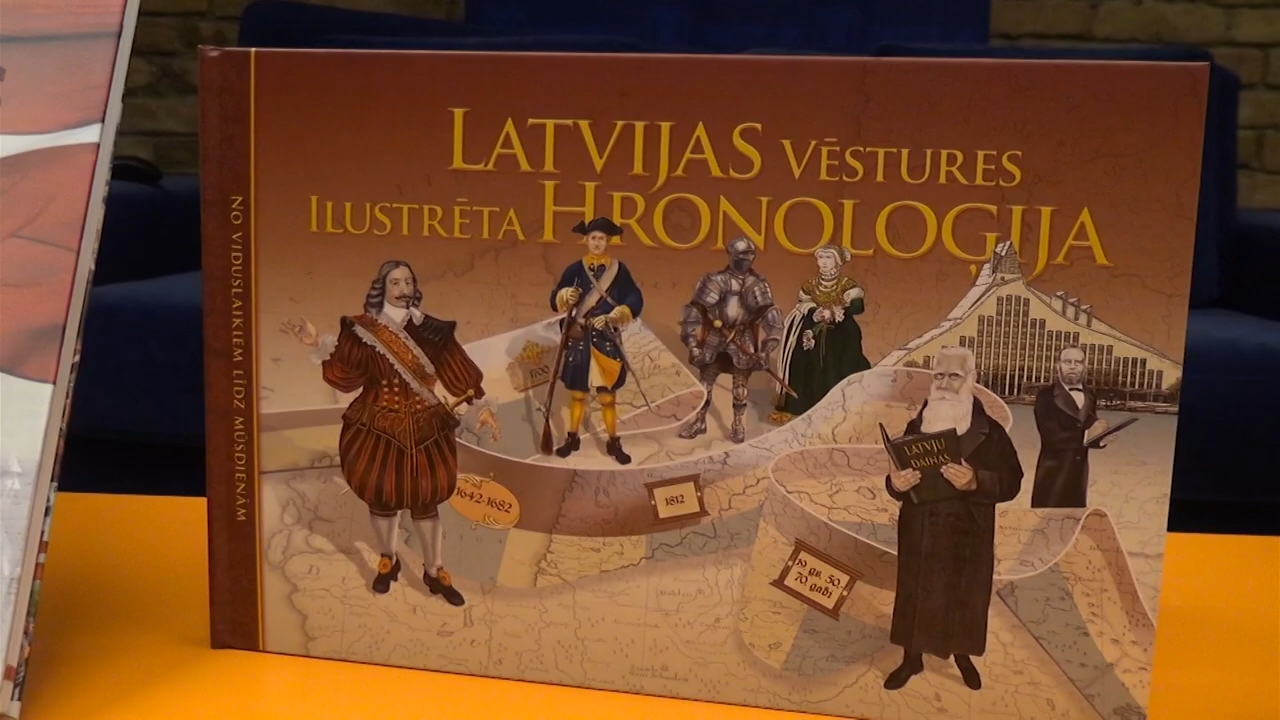 LATVIJAS VĒSTURES
ILUSTRĒTA HRONOLOĢIJA
NO VIDUSLAIKIEM LĪDZ MŪSDIENĀM
1700
1642-1682
1812
LATVJU
DAINAS
19. gs. 50.-
70. gadi